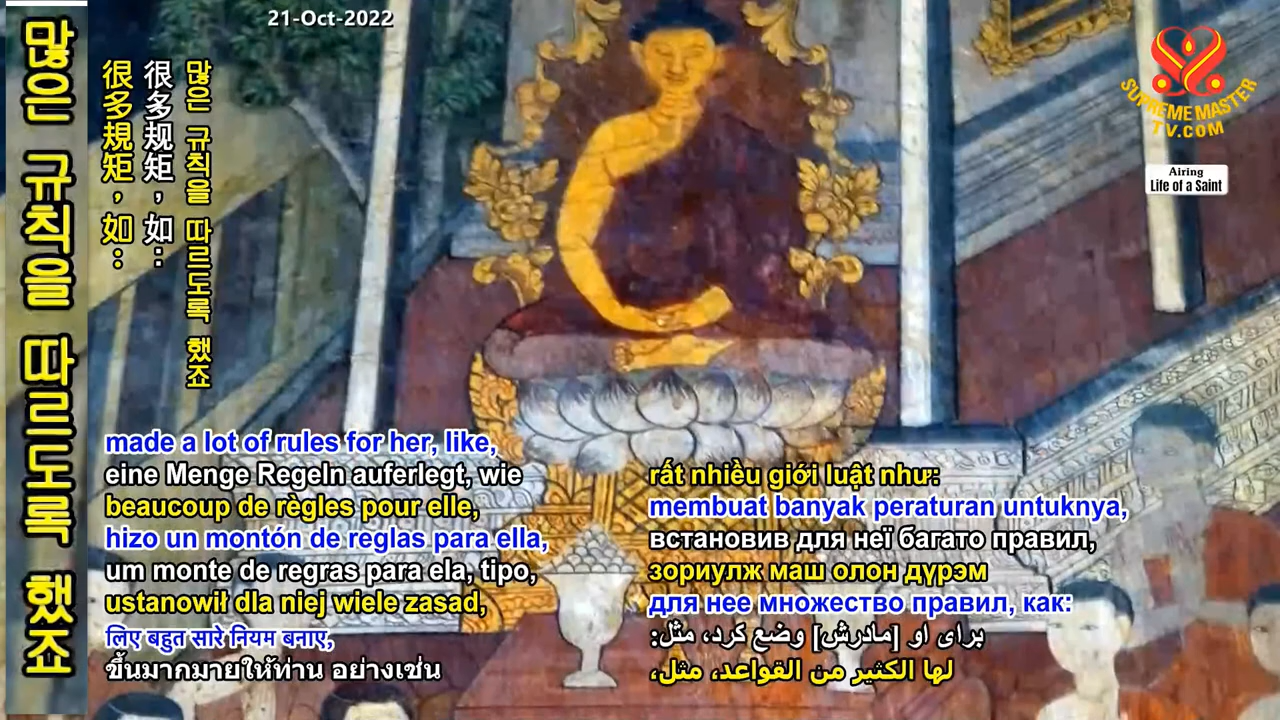 21-Oct-2022
많은 규칙을 따르도록 했죠
很多規矩，如…
很多规矩，如…
많은 규칙을 따르도록 했죠
SUPREME MASTER
TV.COM
Airing
Life of a Saint
made a lot of rules for her, like,
eine Menge Regeln auferlegt, wie
beaucoup de règles pour elle,
hizo un montón de reglas para ella,
um monte de regras para ela, tipo,
ustanowił dla niej wiele zasad,
लिए बहुत सारे नियम बनाए,
ขึ้นมากมายให้ท่าน อย่างเช่น
rất nhiều giới luật như:
membuat banyak peraturan untuknya,
встановив для неї багато правил,
зориулж маш олон дүрэм
для нее множество правил, как:
برای او [مادرش] وضع کرد، مثل:
لها الكثير من القواعد، مثل،